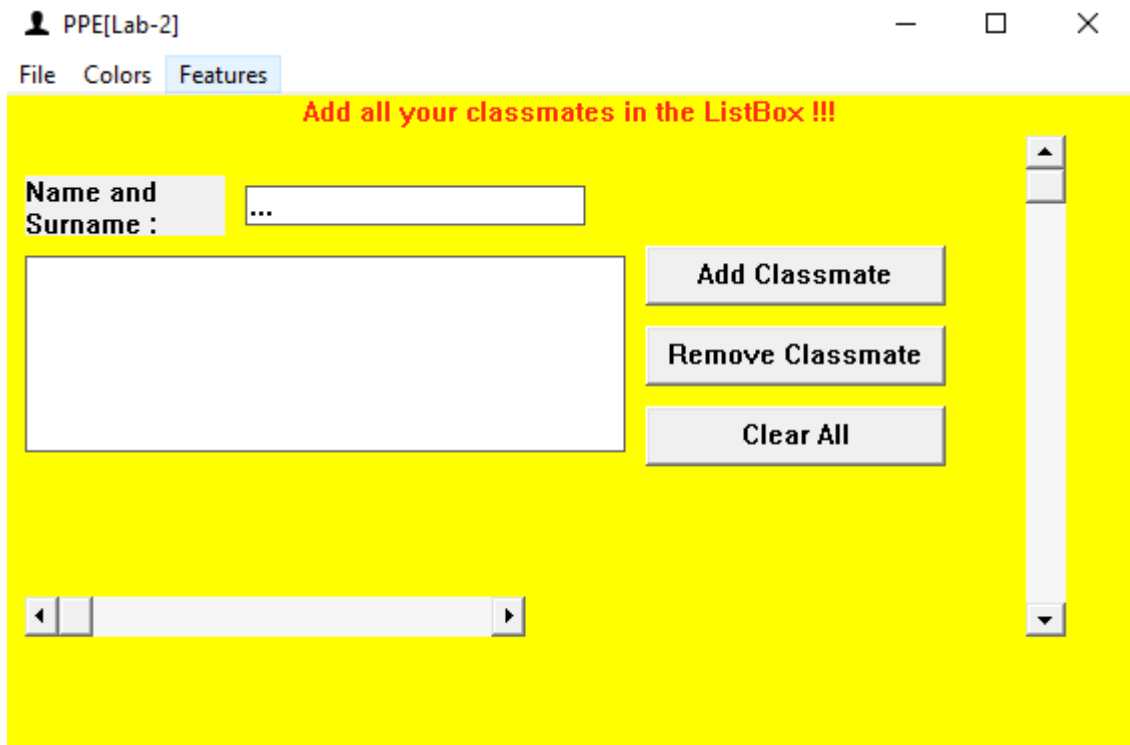 PPE[Lab-2]
File Colors Features
Add all your classmates in the ListBox !!!
Name and
Surname :
...
Add Classmate
Remove Classmate
Clear All